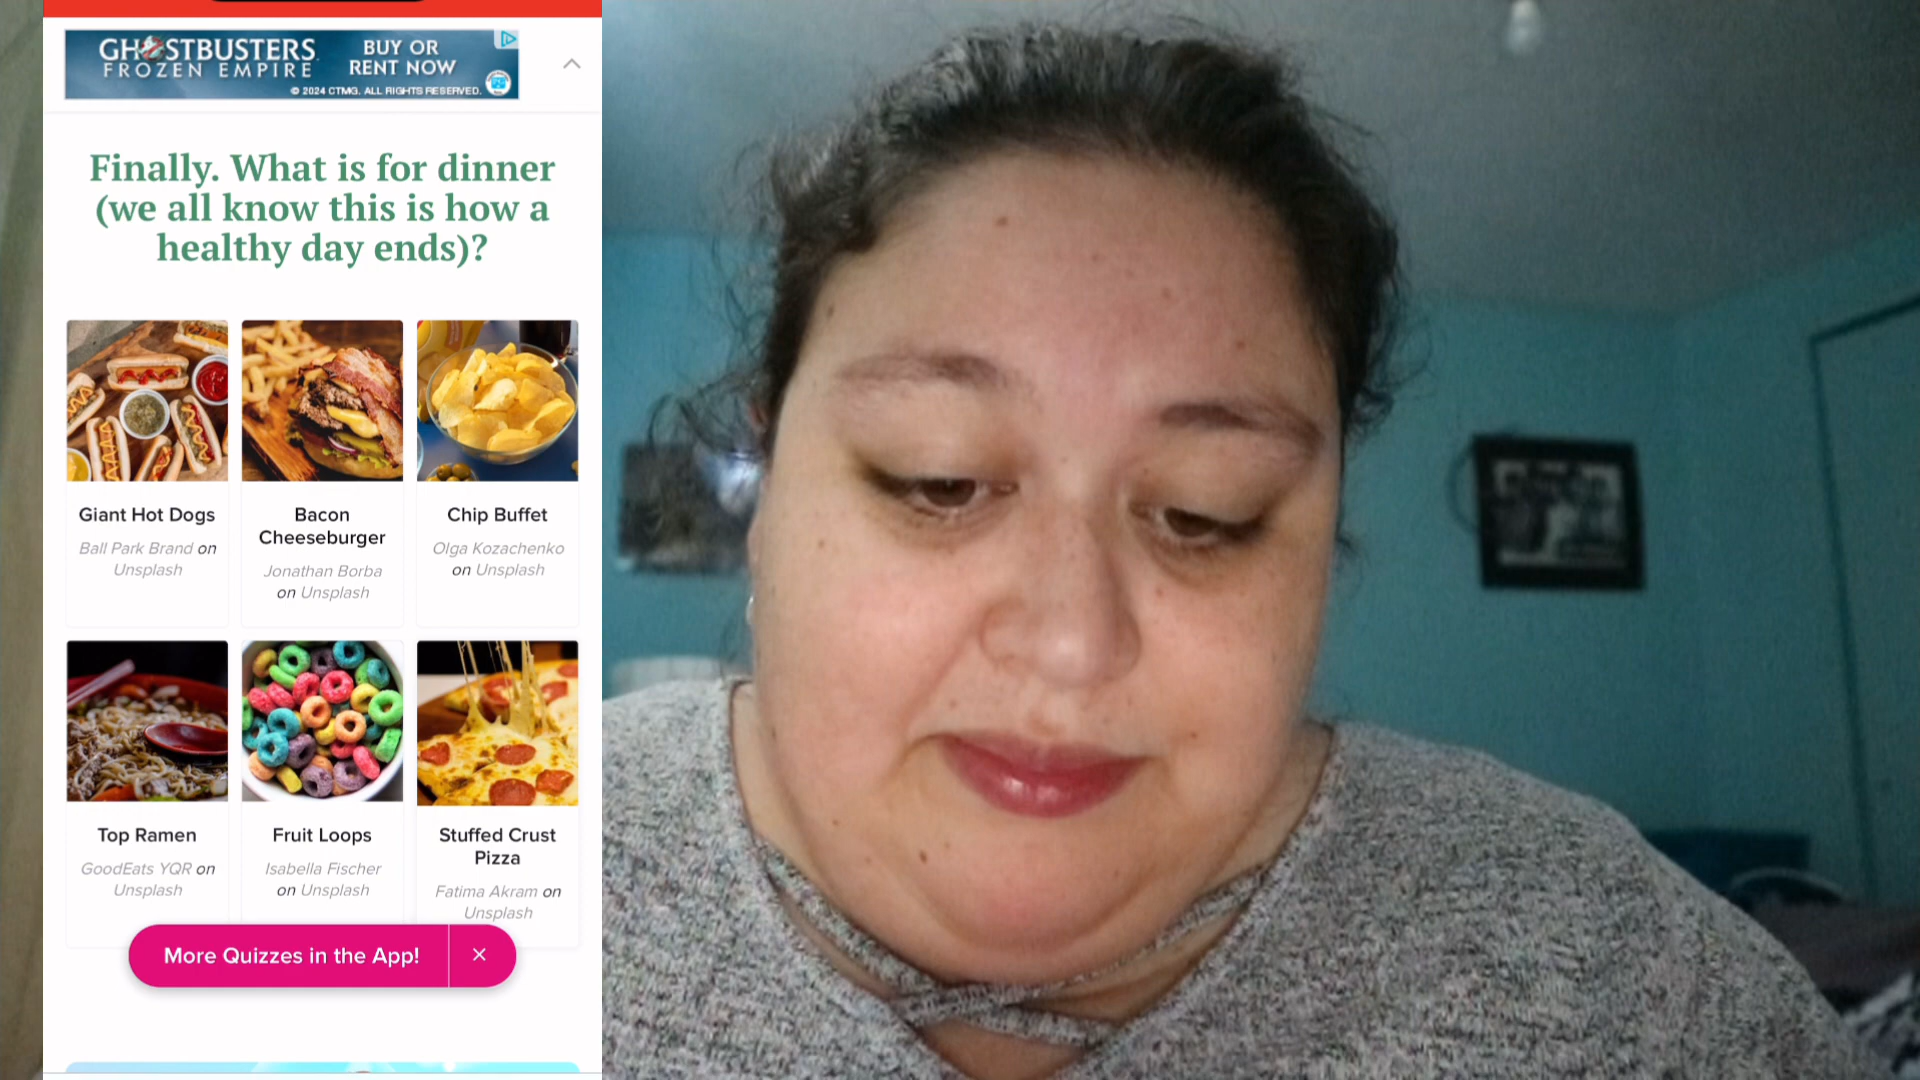 GHOSTBUSTERS
FROZEN EMPIRE
BUY OR
RENT NOW
© 2024 CTMG. ALL RIGHTS RESERVED.
Finally. What is for dinner
(we all know this is how a
healthy day ends)?
Giant Hot Dogs
Ball Park Brand on
Unsplash
Bacon
Cheeseburger
Jonathan Borba
on Unsplash
Chip Buffet
Olga Kozachenko
on Unsplash
Top Ramen
GoodEats YQR on
Unsplash
Fruit Loops
Isabella Fischer
on Unsplash
Stuffed Crust
Pizza
Fatima Akram on
Unsplash
More Quizzes in the App!